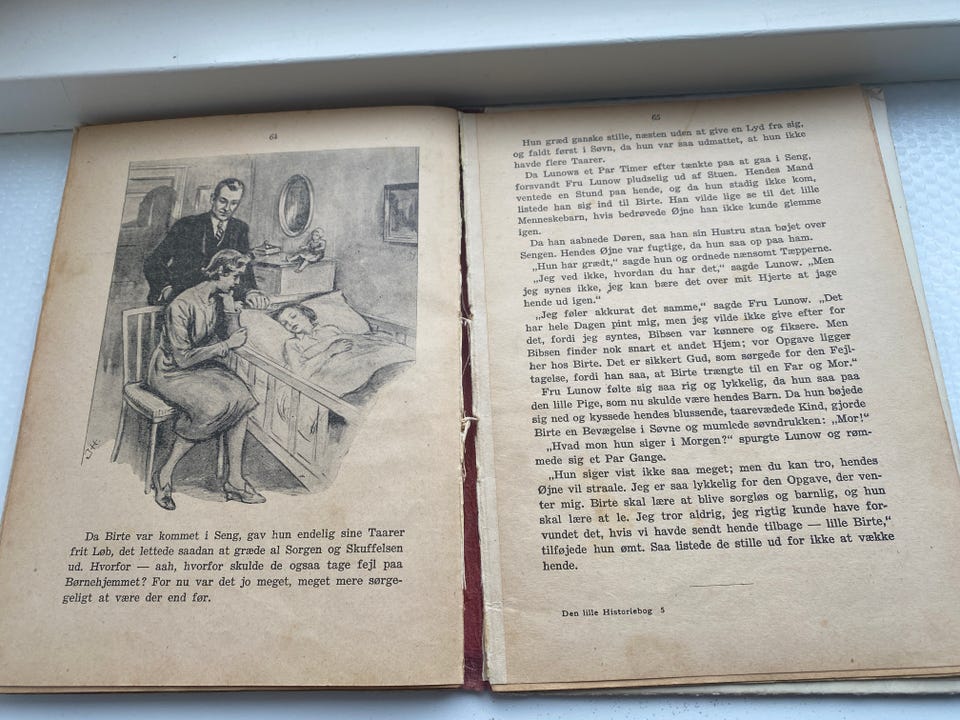 64
J.H.
Da Birte var kommet i Seng, gav hun endelig sine Taarer
frit Løb, det lettede saadan at græde al Sorgen og Skuffelsen
ud. Hvorfor — aah, hvorfor skulde de ogsaa tage fejl paa
Børnehjemmet? For nu var det jo meget, meget mere sørge-
geligt at være der end før.
65
Hun græd ganske stille, næsten uden at give en Lyd fra sig,
og faldt først i Søvn, da hun var saa udmattet, at hun ikke
havde flere Taarer.
Da Lunows et Par Timer efter tænkte paa at gaa i Seng,
forsvandt Fru Lunow pludselig ud af Stuen. Hendes Mand
ventede en Stund paa hende, og da hun stadig ikke kom,
listede han sig ind til Birte. Han vilde lige se til det lille
Menneskebarn, hvis bedrøvede Øjne han ikke kunde glemme
igen.
Da han aabnede Døren, saa han sin Hustru staa bøjet over
Sengen. Hendes Øjne var fugtige, da hun saa op paa ham.
„Hun har grædt,“ sagde hun og ordnede nænsomt Tæpperne.
„Jeg ved ikke, hvordan du har det,“ sagde Lunow. „Men
jeg synes ikke, jeg kan bære det over mit Hjerte at jage
hende ud igen.“
„Jeg føler akkurat det samme,“ sagde Fru Lunow. „Det
har hele Dagen pint mig, men jeg vilde ikke give efter for
det, fordi jeg syntes, Bibsen var kønnere og fiksere. Men
Bibsen finder nok snart et andet Hjem; vor Opgave ligger
her hos Birte. Det er sikkert Gud, som sørgede for den Fejl-
tagelse, fordi han saa, at Birte trængte til en Far og Mor.“
Fru Lunow følte sig saa rig og lykkelig, da hun saa paa
den lille Pige, som nu skulde være hendes Barn. Da hun bøjede
sig ned og kyssede hendes blussende, taarevædede Kind, gjorde
Birte en Bevægelse i Søvne og mumlede søvndrukken: „Mor!“
„Hvad mon hun siger i Morgen?“ spurgte Lunow og røm-
mede sig et Par Gange.
„Hun siger vist ikke saa meget; men du kan tro, hendes
Øjne vil straale. Jeg er saa lykkelig for den Opgave, der ven-
ter mig. Birte skal lære at blive sorgløs og barnlig, og hun
skal lære at le. Jeg tror aldrig, jeg rigtig kunde have for-
vundet det, hvis vi havde sendt hende tilbage — lille Birte,“
tilføjede hun ømt. Saa listede de stille ud for ikke at vække
hende.
Den lille Historiebog 5